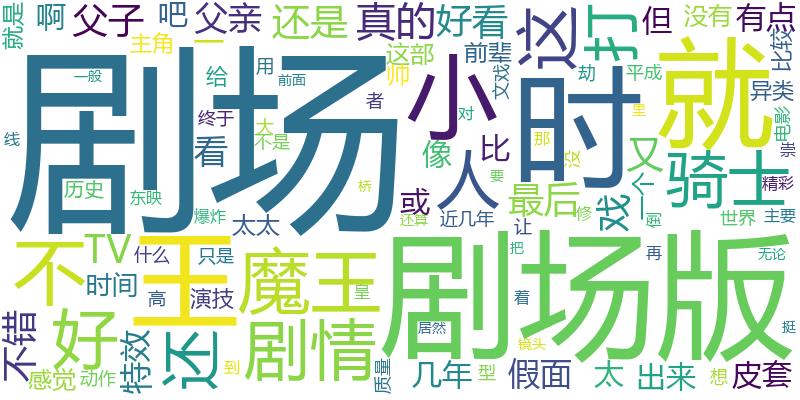 就是
啊
父子
吧
父亲
还是
真的
好看
这
打
但
没有
有点
一
主角
一般
给
用
前面
帅
这部
前辈
文戏
劫
平成
比较
异类
电影
剧场
小
时
就
终于
者
对
那
里
线
看
大
不是
像
比
没
崇
精彩
人
又
骑士
历史
东映
桥
要
或
最后
戏
一个
爆炸
太太
还算
近几年
让
修
倒
世界
主要
不
TV
王
什么
只是
魔王
剧场版
把
再
无论
时间
高
演技
皇
着
不错
好
特效
还
剧情
居然
镜头
挺
感觉
动作
到
质量
几年
型
假面
太
出来
想
皮套